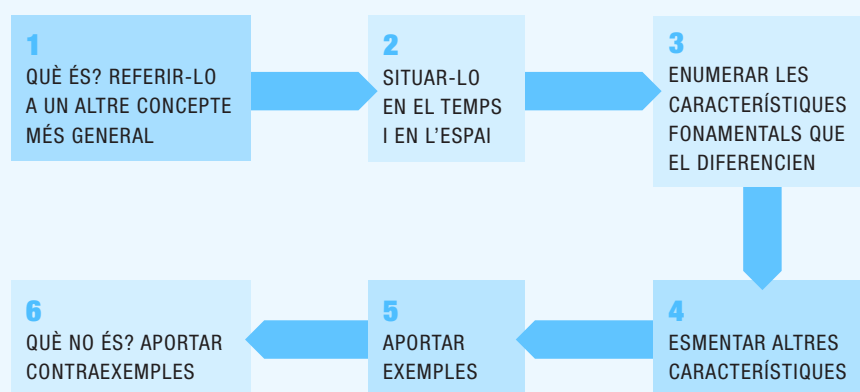 1
QUÈ ÉS? REFERIR-LO
A UN ALTRE CONCEPTE
MÉS GENERAL
2
SITUAR-LO
EN EL TEMPS
I EN L'ESPAI
3
ENUMERAR LES
CARACTERÍSTIQUES
FONAMENTALS QUE
EL DIFERENCIEN
4
ESMENTAR ALTRES
CARACTERÍSTIQUES
5
APORTAR
EXEMPLES
6
QUÈ NO ÉS? APORTAR
CONTRAEXEMPLES